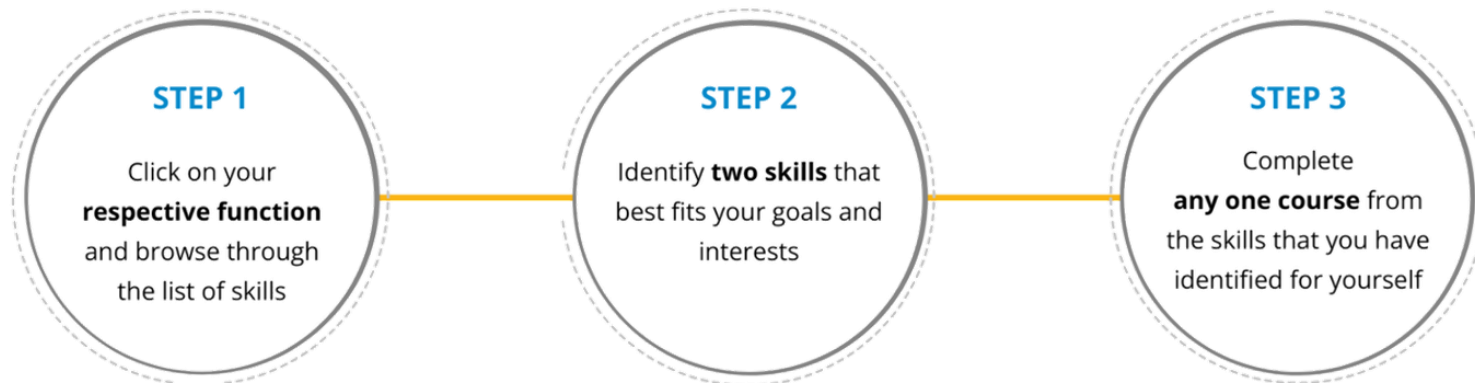 STEP 1
Click on your
respective function
and browse through
the list of skills
STEP 2
Identify two skills that
best fits your goals and
interests
STEP 3
Complete
any one course from
the skills that you have
identified for yourself